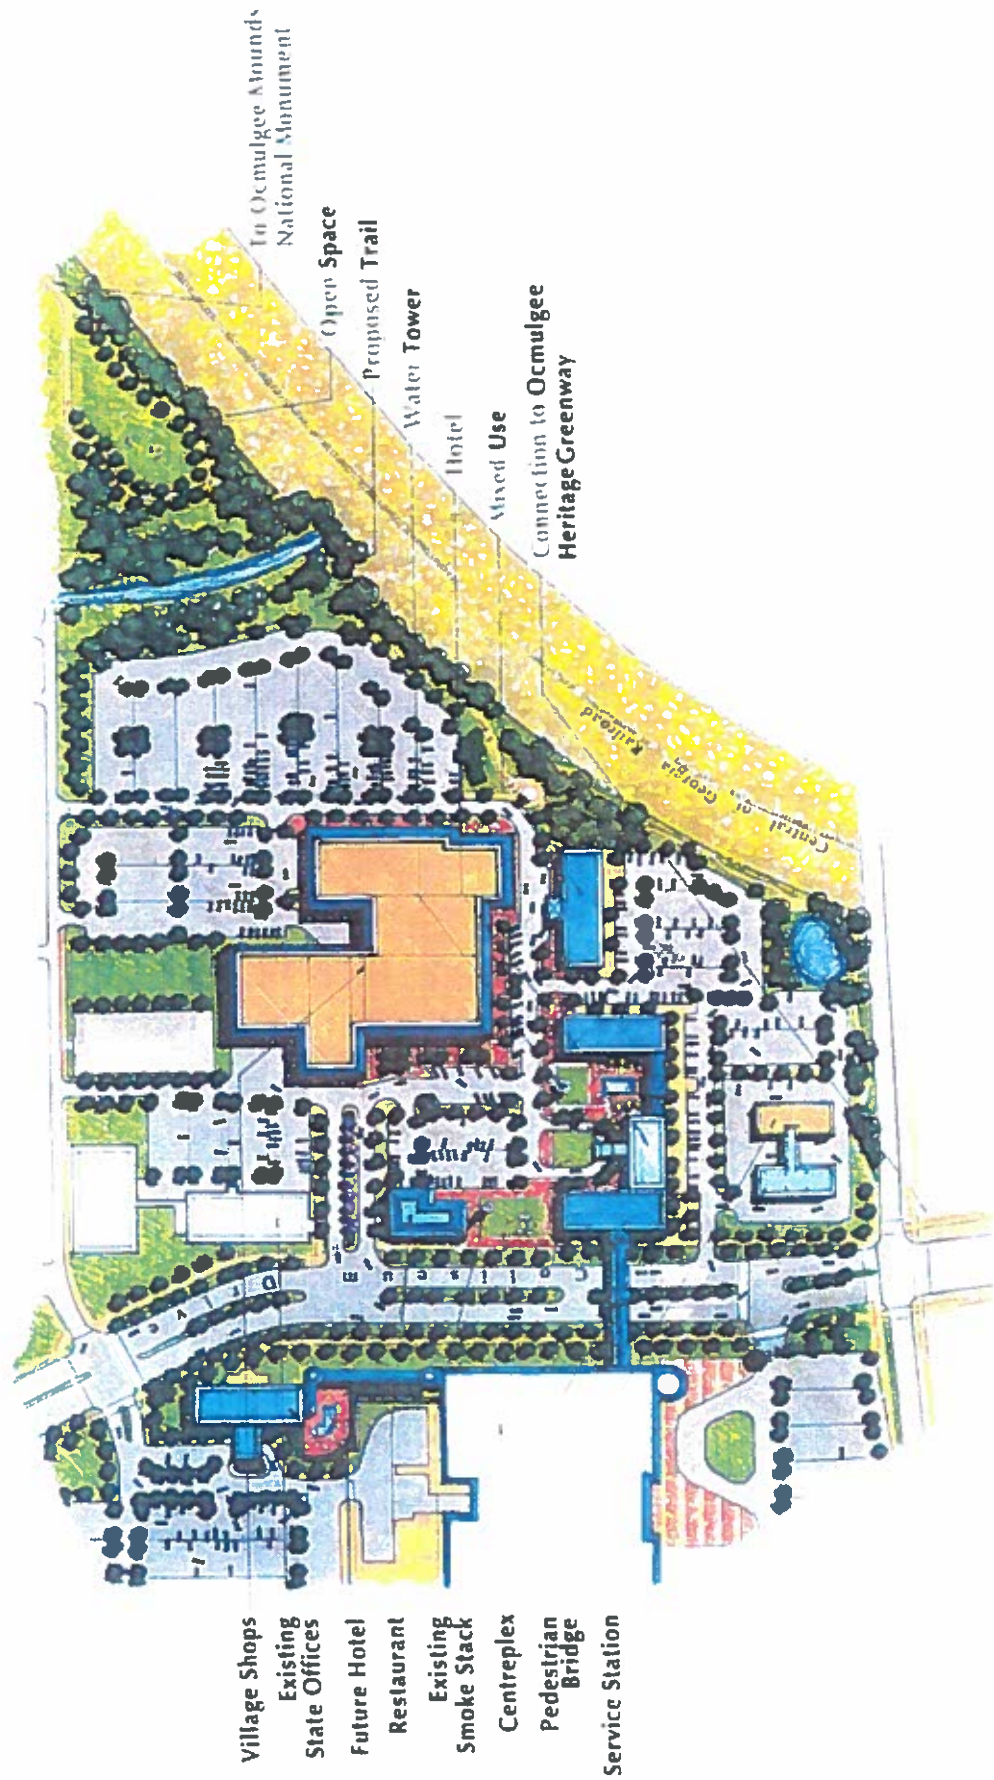 To Ocmulgee Mounds
National Monument
Open Space
Proposed Trail
Water Tower
Hotel
Mixed Use
Connection to Ocmulgee
Heritage Greenway
Central of Georgia
Railroad
Coliseum Drive
Village Shops
Existing
State Offices
Future Hotel
Restaurant
Existing
Smoke Stack
Centreplex
Pedestrian
Bridge
Service Station